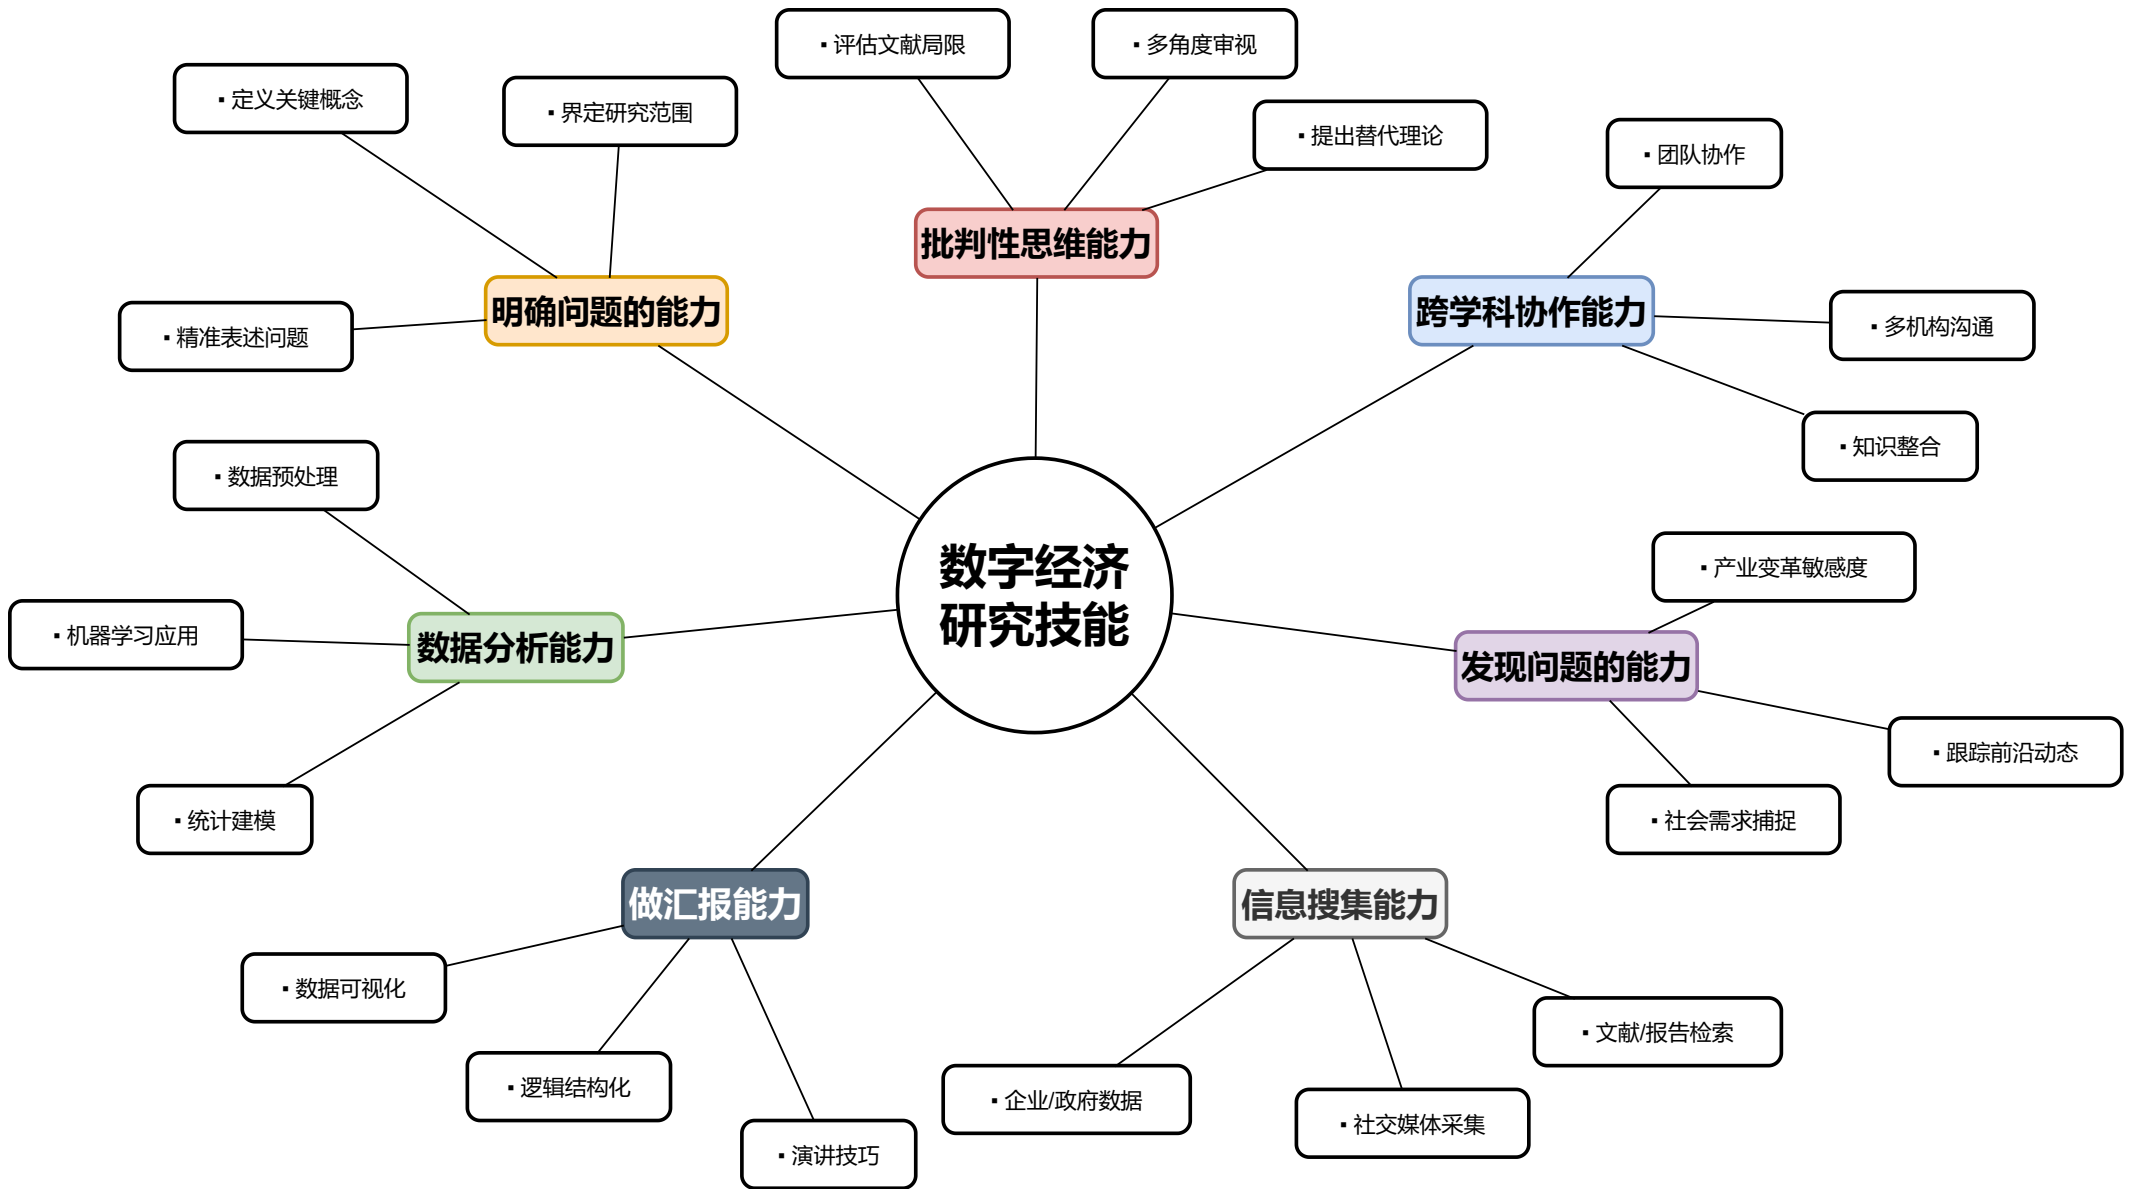 ▪ 评估文献局限
▪ 多角度审视
▪ 定义关键概念
▪ 界定研究范围
▪ 提出替代理论
▪ 团队协作
批判性思维能力
明确问题的能力
跨学科协作能力
▪ 精准表述问题
▪ 多机构沟通
▪ 数据预处理
▪ 知识整合
数字经济
研究技能
▪ 产业变革敏感度
▪ 机器学习应用
数据分析能力
发现问题的能力
▪ 跟踪前沿动态
▪ 统计建模
▪ 社会需求捕捉
做汇报能力
信息搜集能力
▪ 数据可视化
▪ 文献/报告检索
▪ 逻辑结构化
▪ 企业/政府数据
▪ 社交媒体采集
▪ 演讲技巧